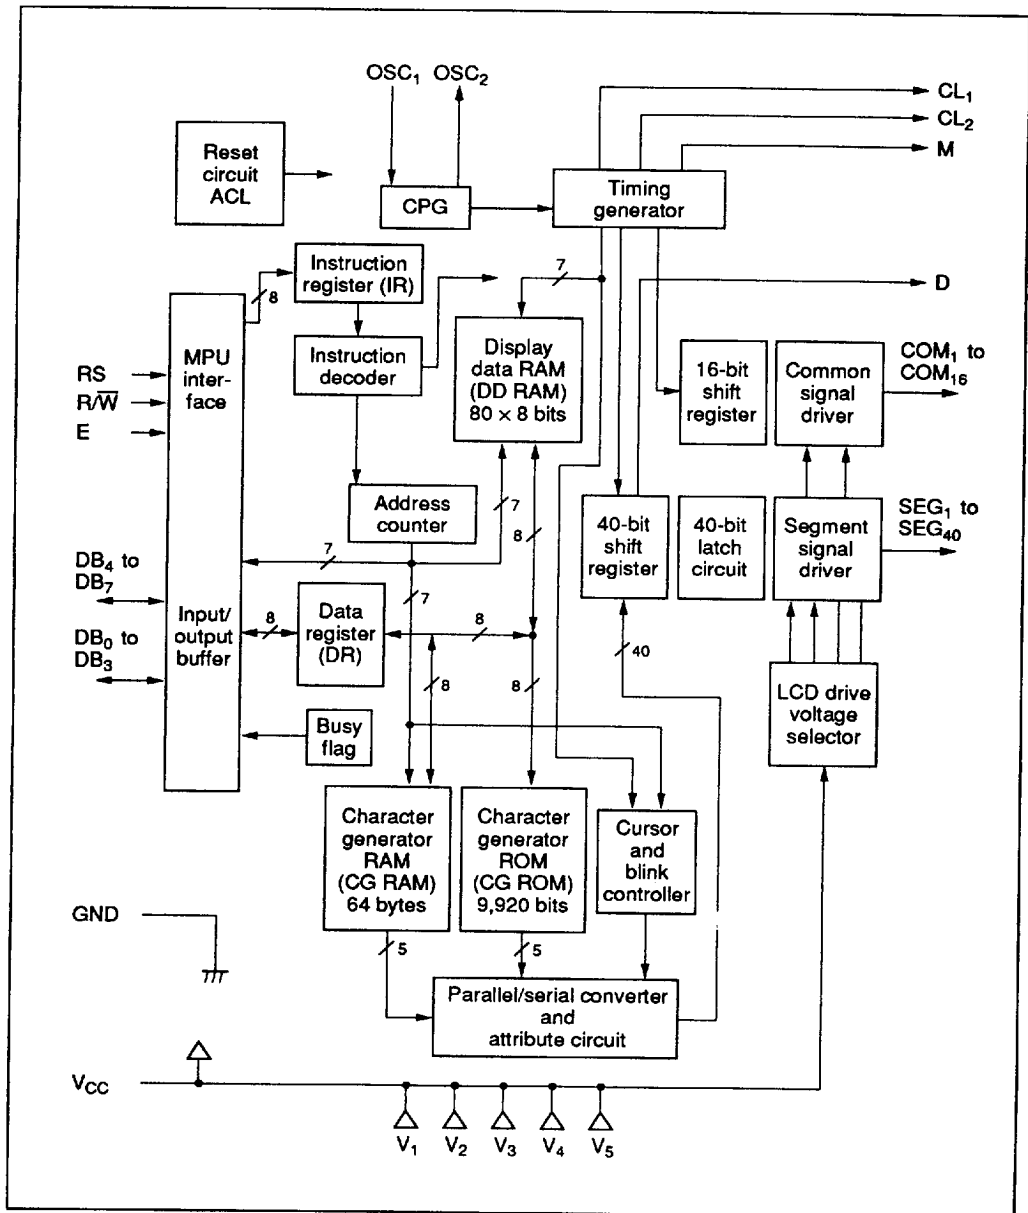 OSC1 OSC2
CL1
CL2
M
Reset
circuit
ACL
CPG
Timing
generator
Instruction
register (IR)
8
7
D
MPU
inter-
face
Instruction
decoder
Display
data RAM
(DD RAM)
80 × 8 bits
16-bit
shift
register
Common
signal
driver
COM1 to
COM16
RS
R/W̅
E
Address
counter
7
8
40-bit
shift
register
40-bit
latch
circuit
Segment
signal
driver
SEG1 to
SEG40
DB4 to
DB7
7
7
Input/
output
buffer
8
Data
register
(DR)
8
DB0 to
DB3
8
8
40
LCD drive
voltage
selector
Busy
flag
Character
generator
RAM
(CG RAM)
64 bytes
Character
generator
ROM
(CG ROM)
9,920 bits
Cursor
and
blink
controller
GND
5
5
Parallel/serial converter
and
attribute circuit
VCC
V1
V2
V3
V4
V5